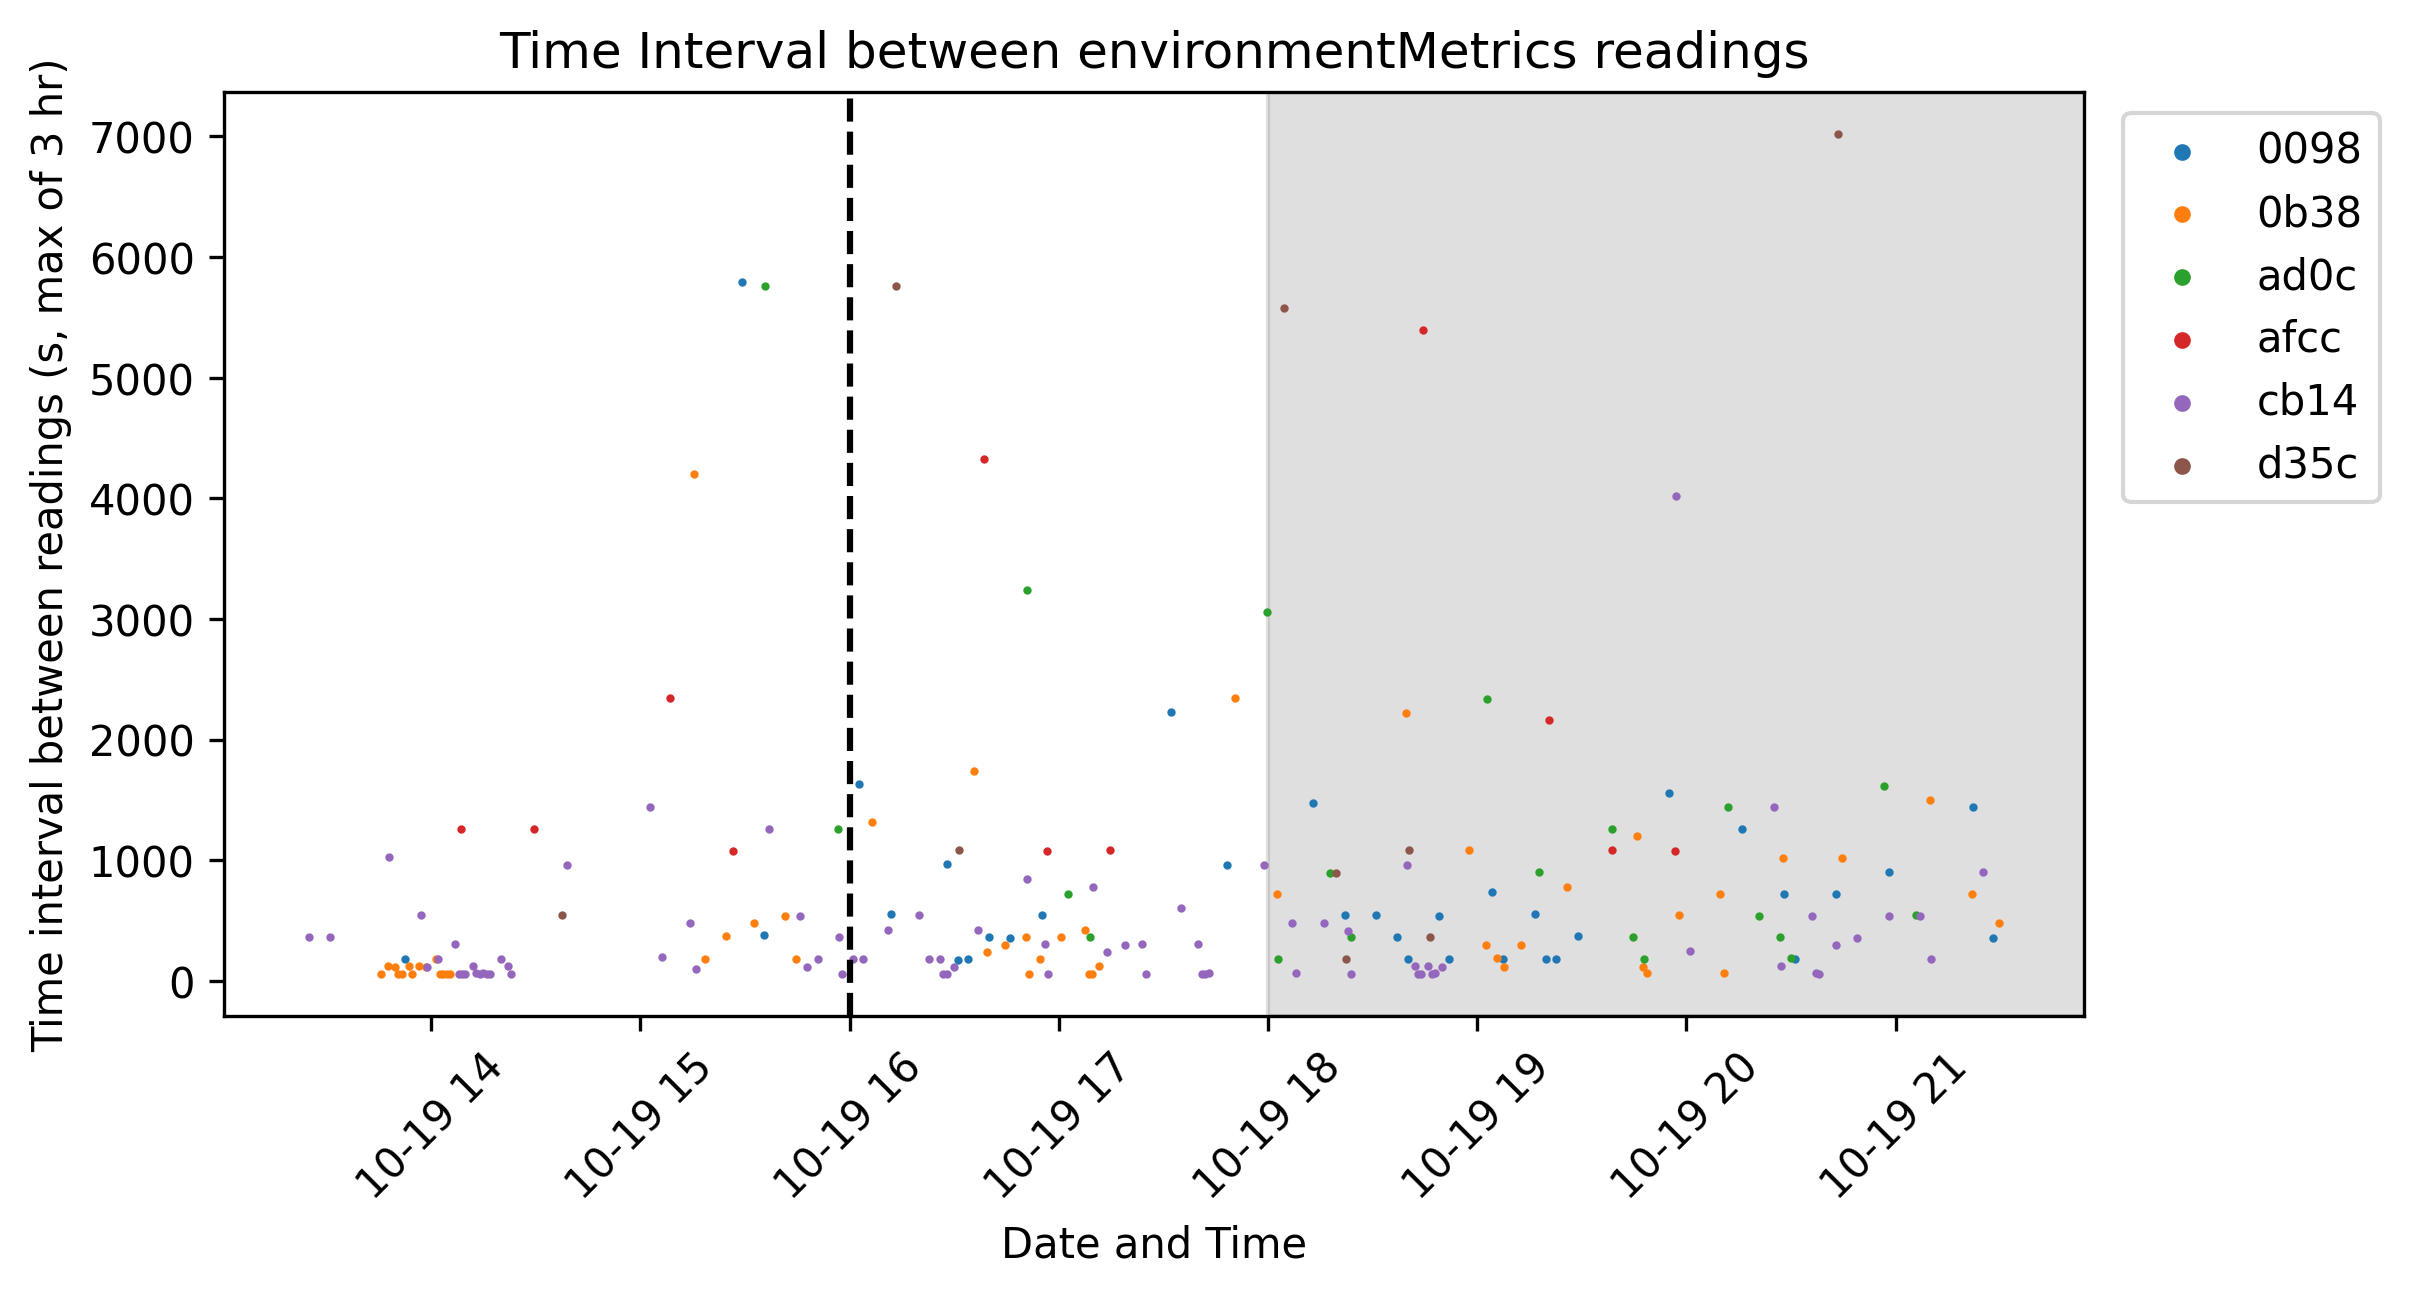 Time Interval between environmentMetrics readings
Time interval between readings (s, max of 3 hr)
7000
6000
5000
4000
3000
2000
1000
0
10-19 14
10-19 15
10-19 16
10-19 17
10-19 18
10-19 19
10-19 20
10-19 21
Date and Time
0098
0b38
ad0c
afcc
cb14
d35c